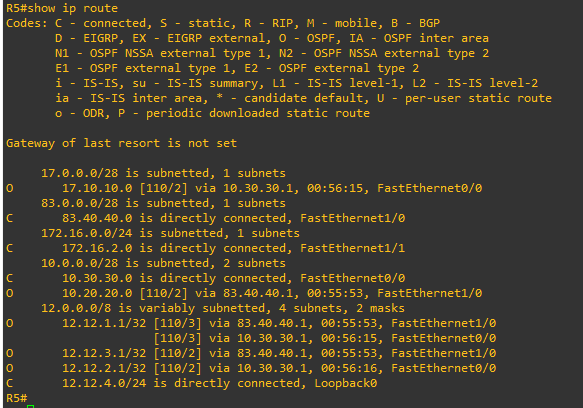 R5#show ip route
Codes: C - connected, S - static, R - RIP, M - mobile, B - BGP
       D - EIGRP, EX - EIGRP external, O - OSPF, IA - OSPF inter area
       N1 - OSPF NSSA external type 1, N2 - OSPF NSSA external type 2
       E1 - OSPF external type 1, E2 - OSPF external type 2
       i - IS-IS, su - IS-IS summary, L1 - IS-IS level-1, L2 - IS-IS level-2
       ia - IS-IS inter area, * - candidate default, U - per-user static route
       o - ODR, P - periodic downloaded static route
Gateway of last resort is not set
     17.0.0.0/28 is subnetted, 1 subnets
O       17.10.10.0 [110/2] via 10.30.30.1, 00:56:15, FastEthernet0/0
     83.0.0.0/28 is subnetted, 1 subnets
C       83.40.40.0 is directly connected, FastEthernet1/0
     172.16.0.0/24 is subnetted, 1 subnets
C       172.16.2.0 is directly connected, FastEthernet1/1
     10.0.0.0/28 is subnetted, 2 subnets
C       10.30.30.0 is directly connected, FastEthernet0/0
O       10.20.20.0 [110/2] via 83.40.40.1, 00:55:53, FastEthernet1/0
     12.0.0.0/8 is variably subnetted, 4 subnets, 2 masks
O       12.12.1.1/32 [110/3] via 83.40.40.1, 00:55:53, FastEthernet1/0
                     [110/3] via 10.30.30.1, 00:56:15, FastEthernet0/0
O       12.12.3.1/32 [110/2] via 83.40.40.1, 00:55:53, FastEthernet1/0
O       12.12.2.1/32 [110/2] via 10.30.30.1, 00:56:16, FastEthernet0/0
C       12.12.4.0/24 is directly connected, Loopback0
R5#